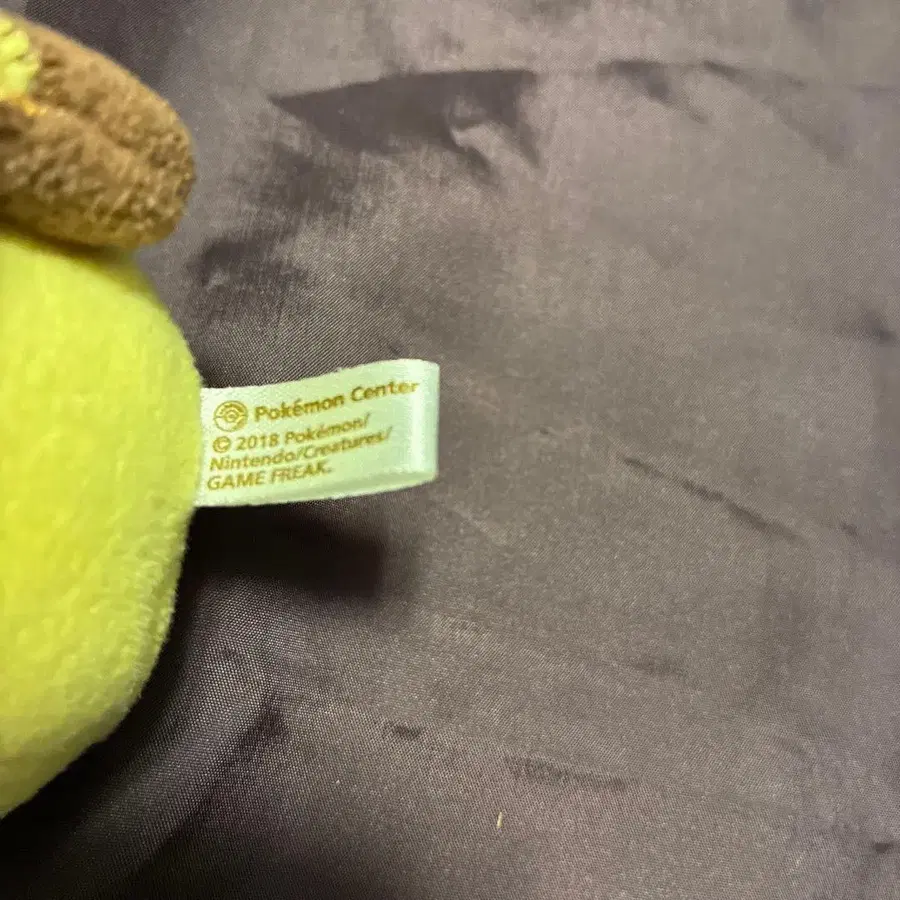 Pokémon Center
© 2018 Pokémon/
Nintendo/Creatures/
GAME FREAK.